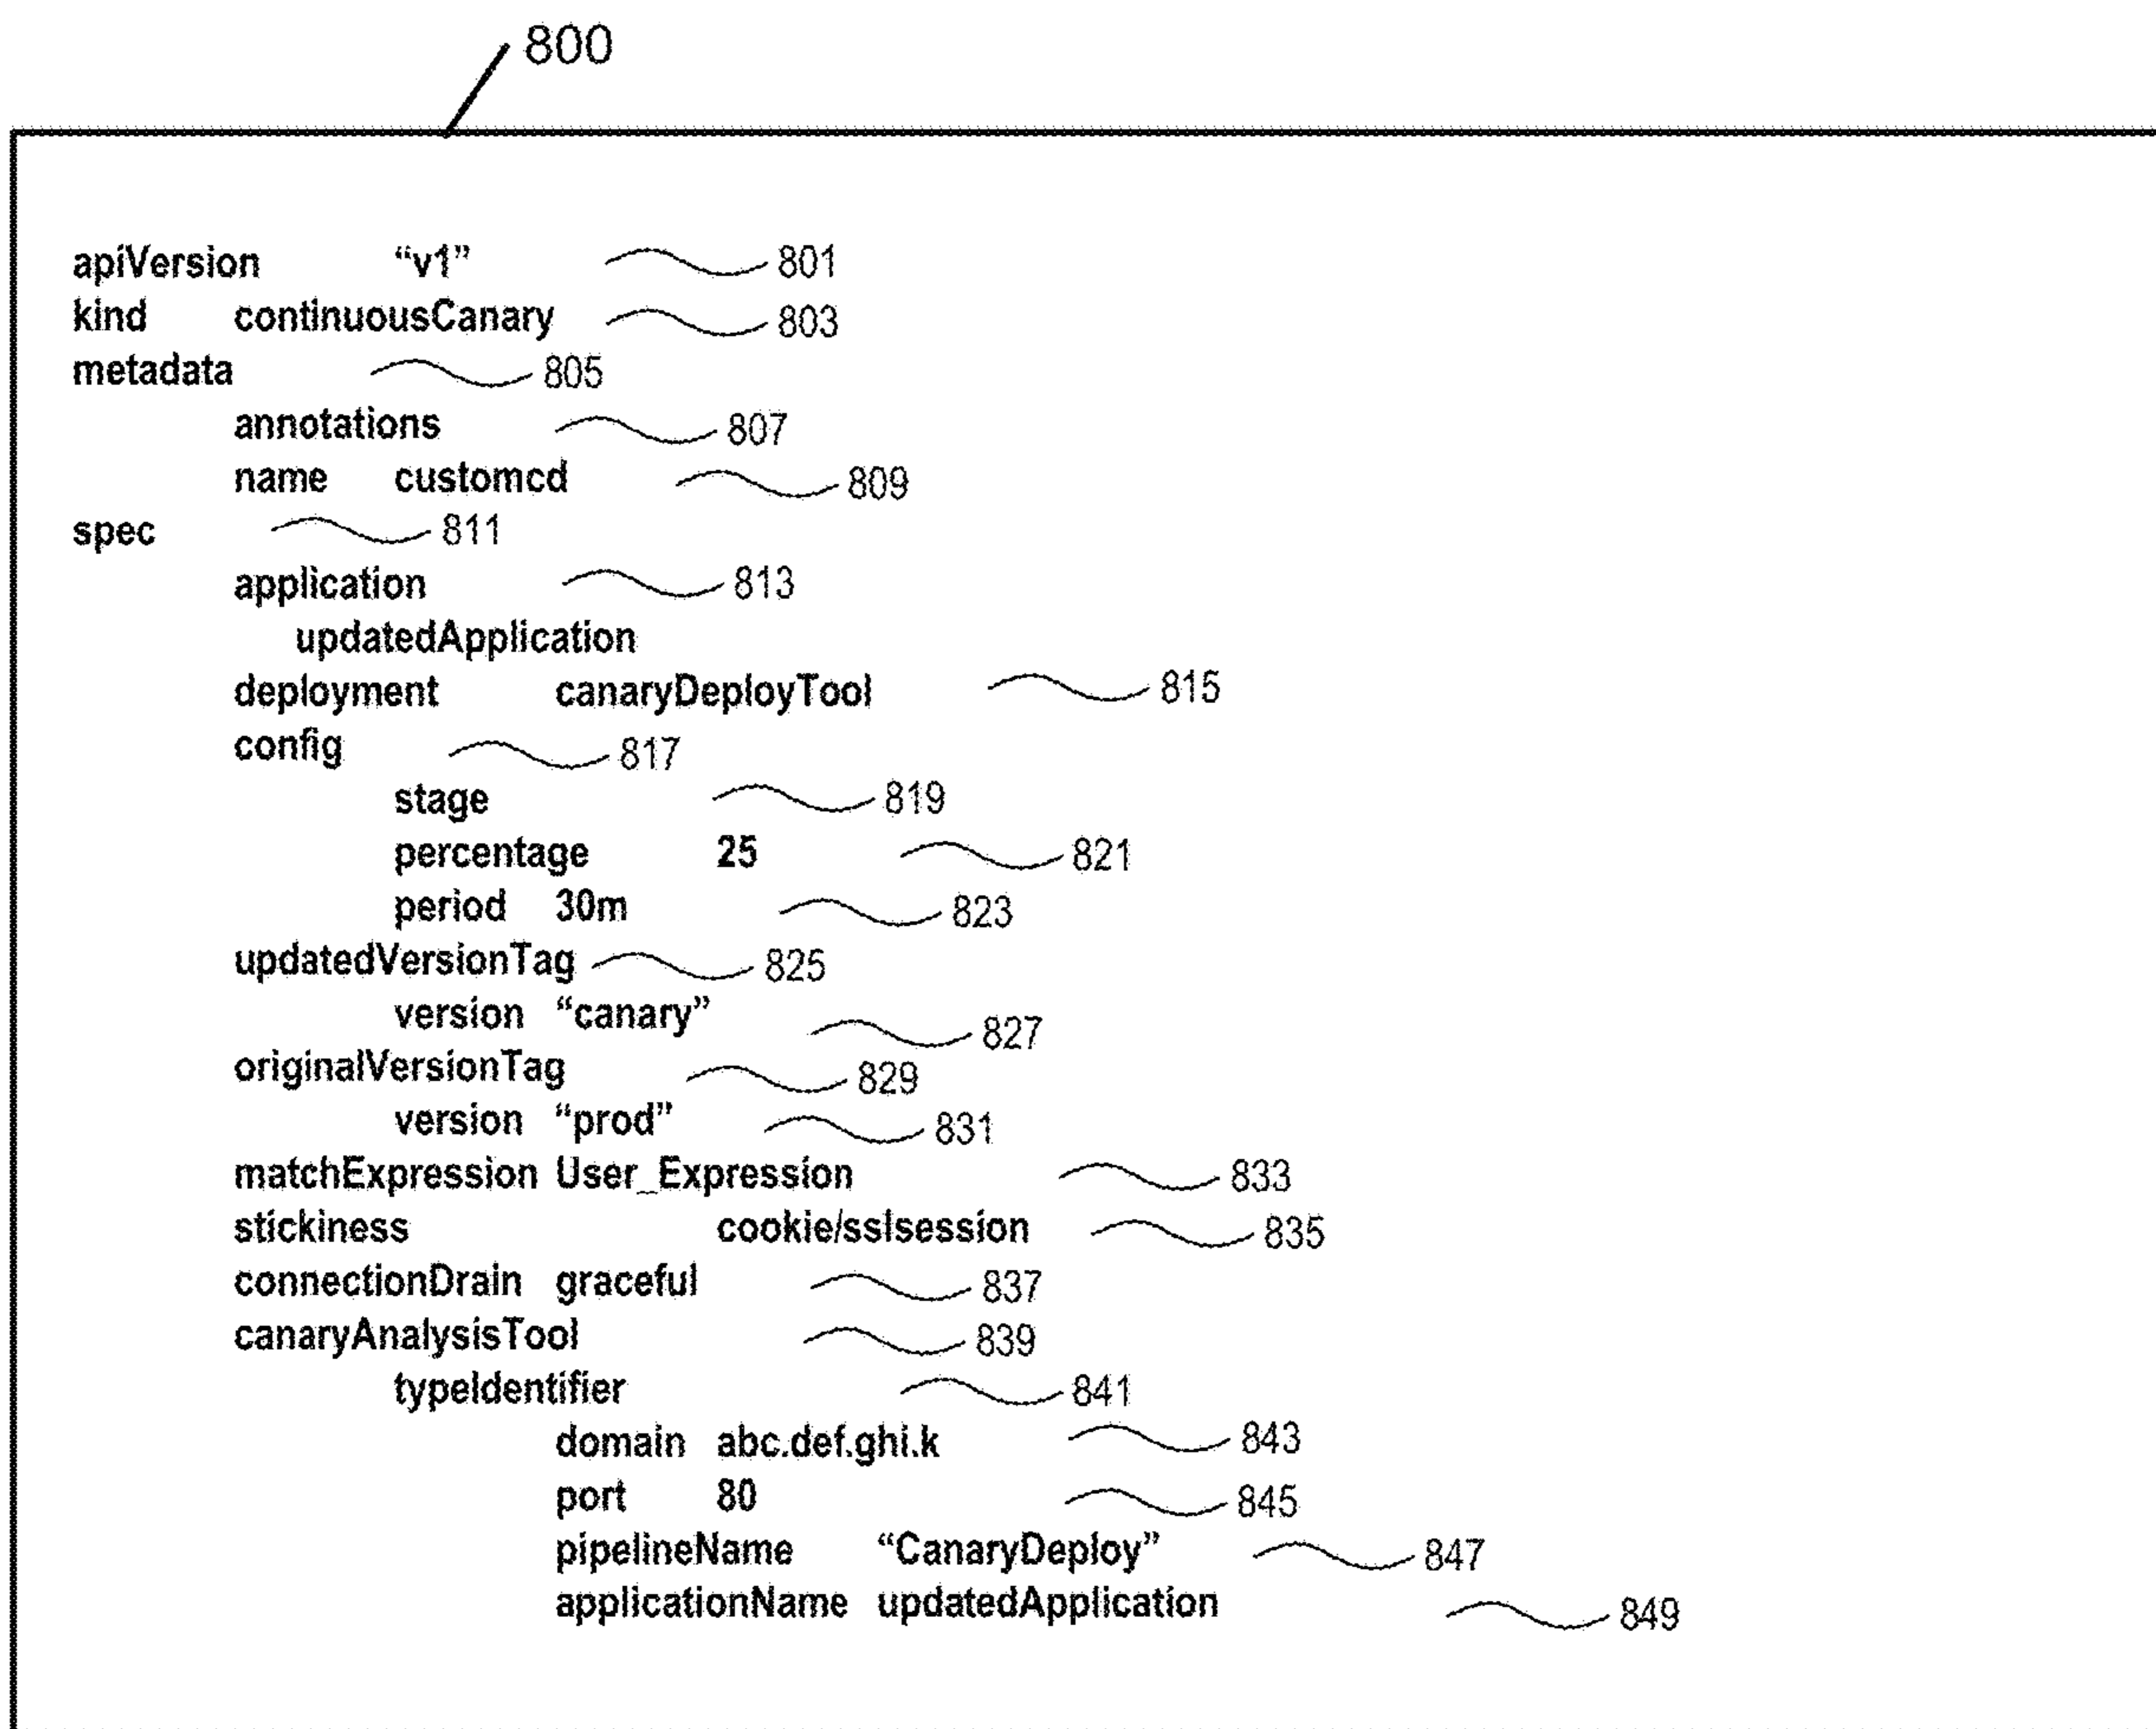 800
apiVersion “v1” 801
kind continuousCanary 803
metadata 805
annotations 807
name customcd 809
spec 811
application 813
updatedApplication
deployment canaryDeployTool 815
config 817
stage 819
percentage 25 821
period 30m 823
updatedVersionTag 825
version “canary” 827
originalVersionTag 829
version “prod” 831
matchExpression User_Expression 833
stickiness cookie/sslsession 835
connectionDrain graceful 837
canaryAnalysisTool 839
typeIdentifier 841
domain abc.def.ghi.k 843
port 80 845
pipelineName “CanaryDeploy” 847
applicationName updatedApplication 849